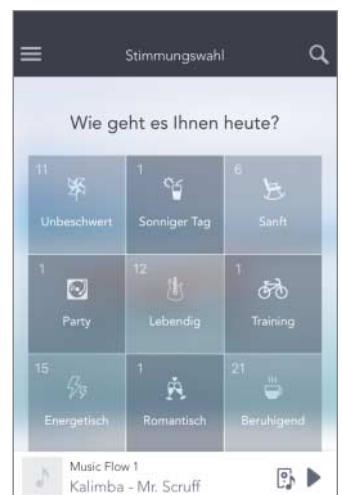 Stimmungswahl
Wie geht es Ihnen heute?
11 1 6
Unbeschwert Sonniger Tag Sanft
1 12 1
Party Lebendig Training
15 1 21
Energetisch Romantisch Beruhigend
Music Flow 1
Kalimba - Mr. Scruff